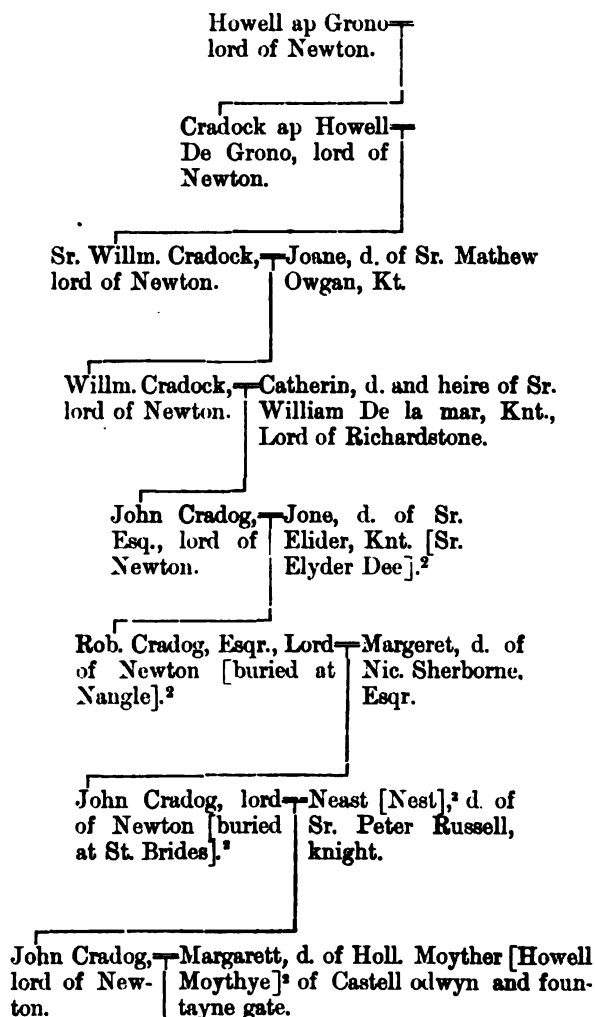 Howell ap Grono
lord of Newton.
Cradock ap Howell
De Grono, lord of
Newton.
Sr. Willm. Cradock,
lord of Newton.
Joane, d. of Sr. Mathew
Owgan, Kt.
Willm. Cradock,
lord of Newton.
Catherin, d. and heire of Sr.
William De la mar, Knt.,
Lord of Richardstone.
John Cradog,
Esq., lord of
Newton.
Jone, d. of Sr.
Elider, Knt. [Sr.
Elyder Dee].²
Rob. Cradog, Esqr., Lord
of Newton [buried at
Nangle].²
Margeret, d. of
Nic. Sherborne,
Esqr.
John Cradog, lord
of Newton [buried
at St. Brides].²
Neast [Nest],² d. of
Sr. Peter Russell,
knight.
John Cradog,
lord of New-
ton.
Margarett, d. of Holl. Moyther [Howell
Moythye]² of Castell odwyn and foun-
tayne gate.